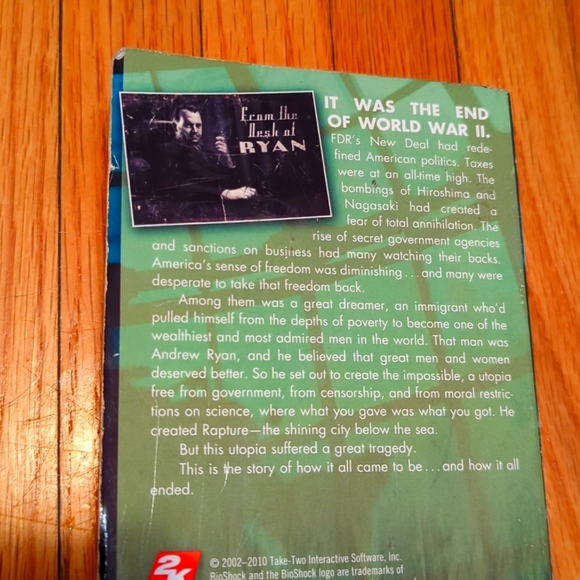 From the
Desk of
RYAN
IT WAS THE END
OF WORLD WAR II.
FDR's New Deal had rede-
fined American politics. Taxes
were at an all-time high. The
bombings of Hiroshima and
Nagasaki had created a
fear of total annihilation. The
rise of secret government agencies
and sanctions on business had many watching their backs.
America's sense of freedom was diminishing...and many were
desperate to take that freedom back.
Among them was a great dreamer, an immigrant who'd
pulled himself from the depths of poverty to become one of the
wealthiest and most admired men in the world. That man was
Andrew Ryan, and he believed that great men and women
deserved better. So he set out to create the impossible, a utopia
free from government, from censorship, and from moral restric-
tions on science, where what you gave was what you got. He
created Rapture—the shining city below the sea.
But this utopia suffered a great tragedy.
This is the story of how it all came to be...and how it all
ended.
2K
© 2002–2010 Take-Two Interactive Software, Inc.
BioShock and the BioShock logo are trademarks of